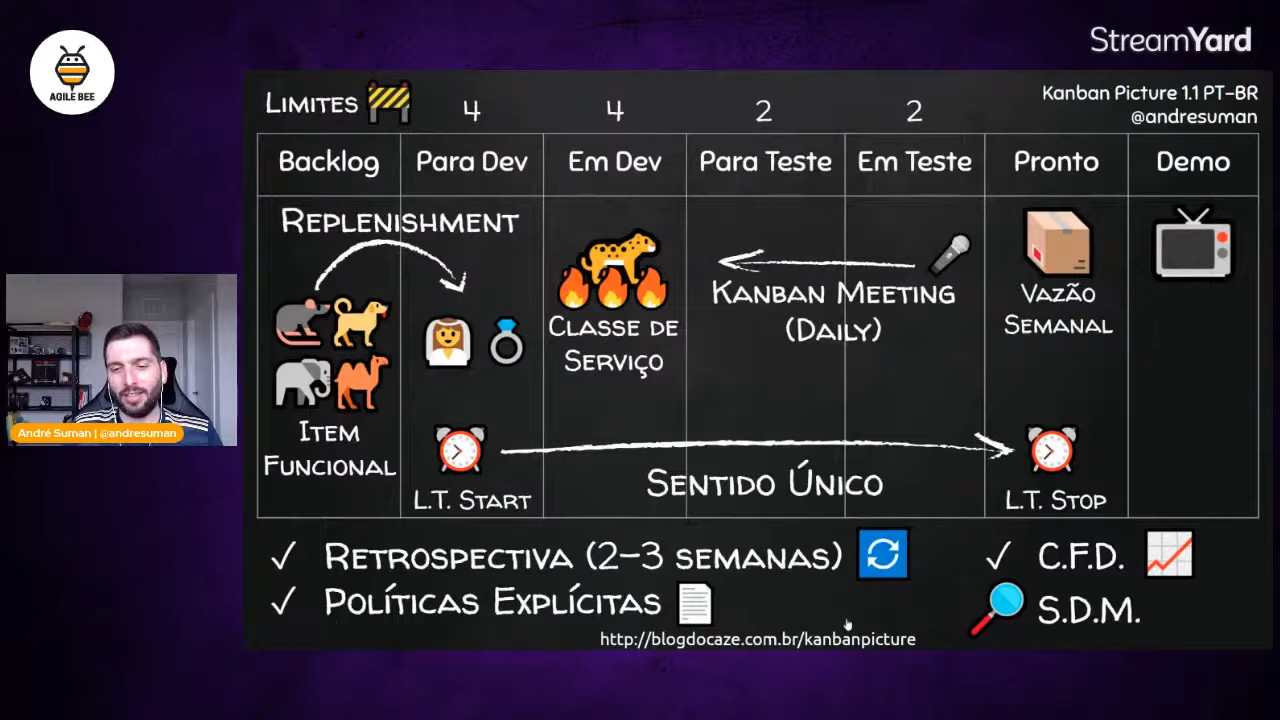 AGILE BEE
StreamYard
LIMITES 4 4 2 2
Kanban Picture 1.1 PT-BR
@andresuman
Backlog Para Dev Em Dev Para Teste Em Teste Pronto Demo
REPLENISHMENT
CLASSE DE
SERVIÇO
KANBAN MEETING
(DAILY)
VAZÃO
SEMANAL
ITEM
FUNCIONAL
L.T. START
SENTIDO ÚNICO
L.T. STOP
André Suman | @andresuman
✓ RETROSPECTIVA (2-3 SEMANAS)
✓ POLÍTICAS EXPLÍCITAS
✓ C.F.D.
S.D.M.
http://blogdocaze.com.br/kanbanpicture